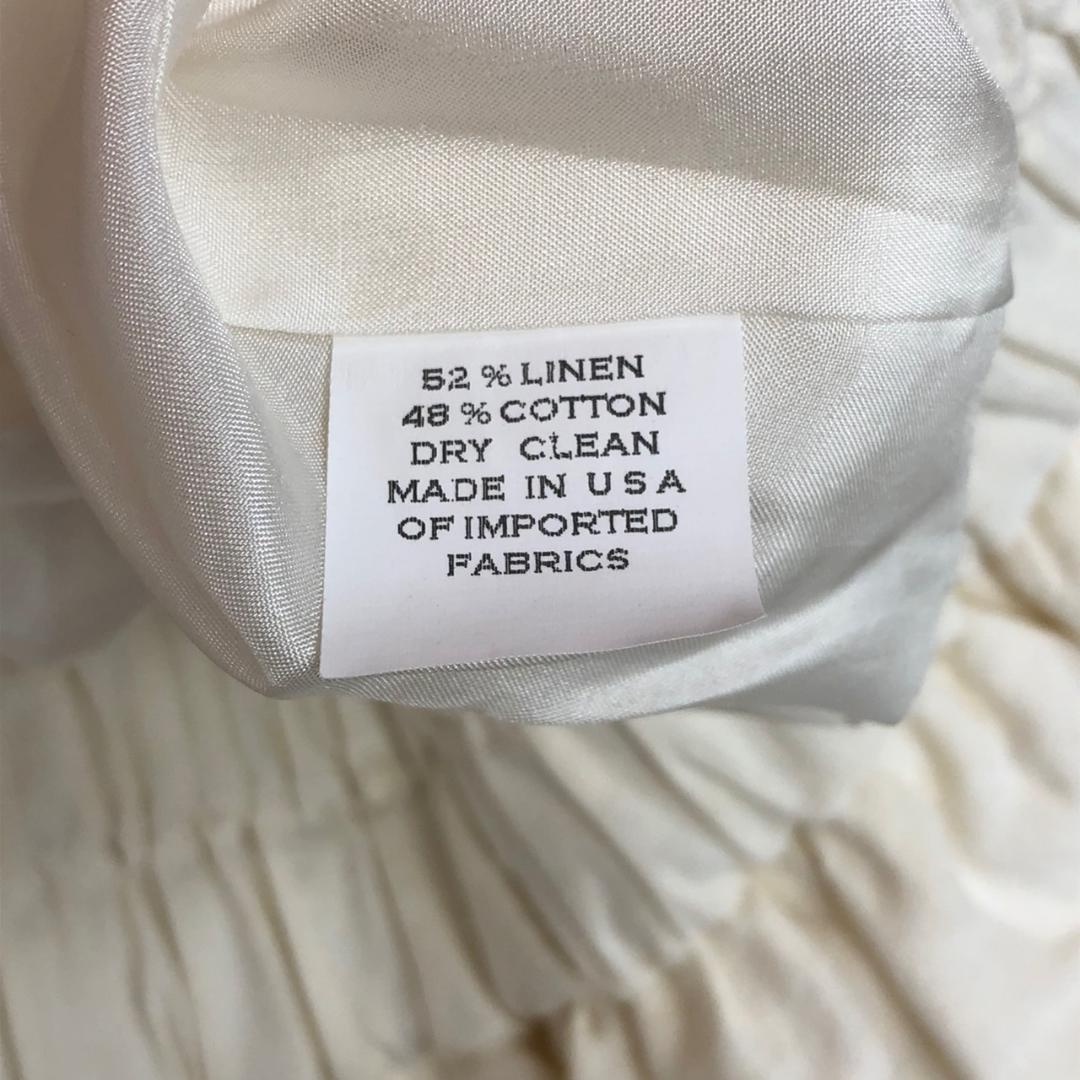 52 % LINEN
48 % COTTON
DRY CLEAN
MADE IN U S A
OF IMPORTED
FABRICS